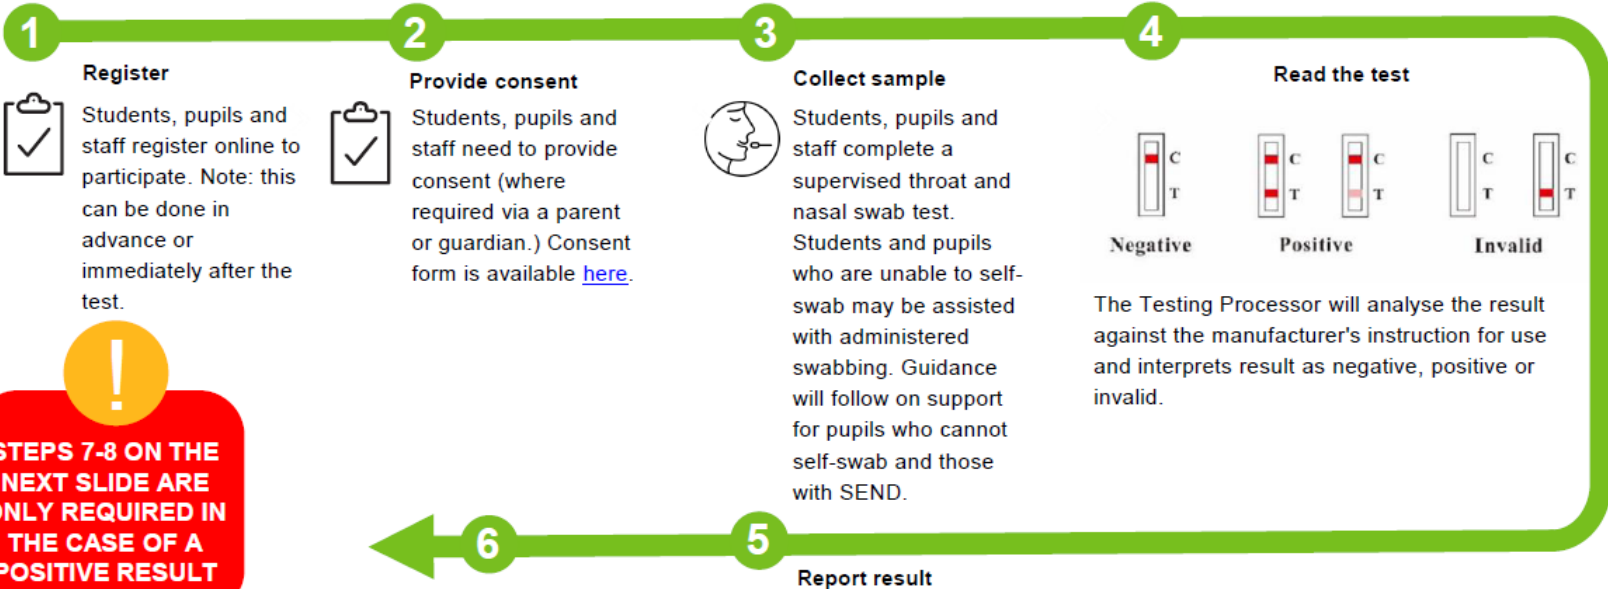 1
2
3
4
Register
Students, pupils and
staff register online to
participate. Note: this
can be done in
advance or
immediately after the
test.
Provide consent
Students, pupils and
staff need to provide
consent (where
required via a parent
or guardian.) Consent
form is available here.
Collect sample
Students, pupils and
staff complete a
supervised throat and
nasal swab test.
Students and pupils
who are unable to self-
swab may be assisted
with administered
swabbing. Guidance
will follow on support
for pupils who cannot
self-swab and those
with SEND.
Read the test
C
T
C
T
C
T
C
T
C
T
Negative
Positive
Invalid
The Testing Processor will analyse the result
against the manufacturer's instruction for use
and interprets result as negative, positive or
invalid.
!
STEPS 7-8 ON THE
NEXT SLIDE ARE
ONLY REQUIRED IN
THE CASE OF A
POSITIVE RESULT
6
5
Report result